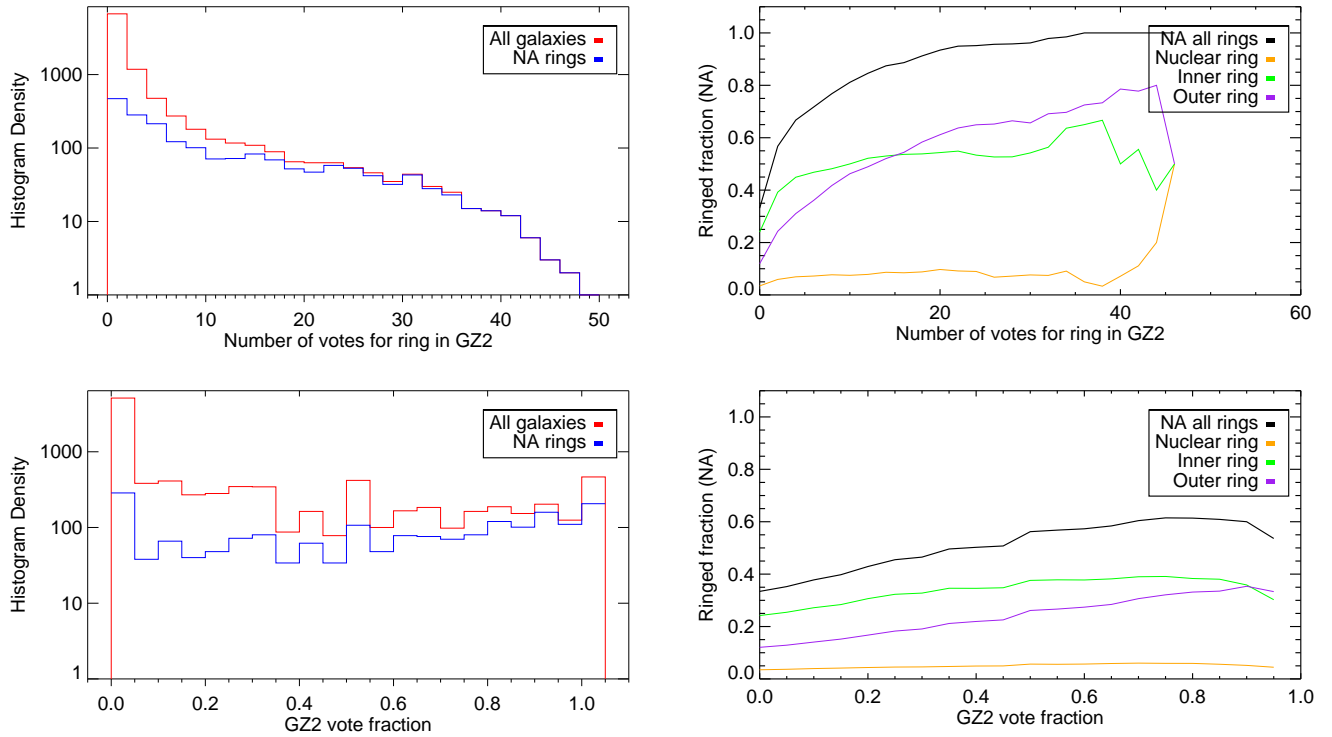 All galaxies
NA rings
Histogram Density
1000
100
10
1
0 10 20 30 40 50
Number of votes for ring in GZ2
NA all rings
Nuclear ring
Inner ring
Outer ring
Ringed fraction (NA)
1.0
0.8
0.6
0.4
0.2
0.0
0 20 40 60
Number of votes for ring in GZ2
All galaxies
NA rings
Histogram Density
1000
100
10
1
0.0 0.2 0.4 0.6 0.8 1.0
GZ2 vote fraction
NA all rings
Nuclear ring
Inner ring
Outer ring
Ringed fraction (NA)
1.0
0.8
0.6
0.4
0.2
0.0
0.0 0.2 0.4 0.6 0.8 1.0
GZ2 vote fraction